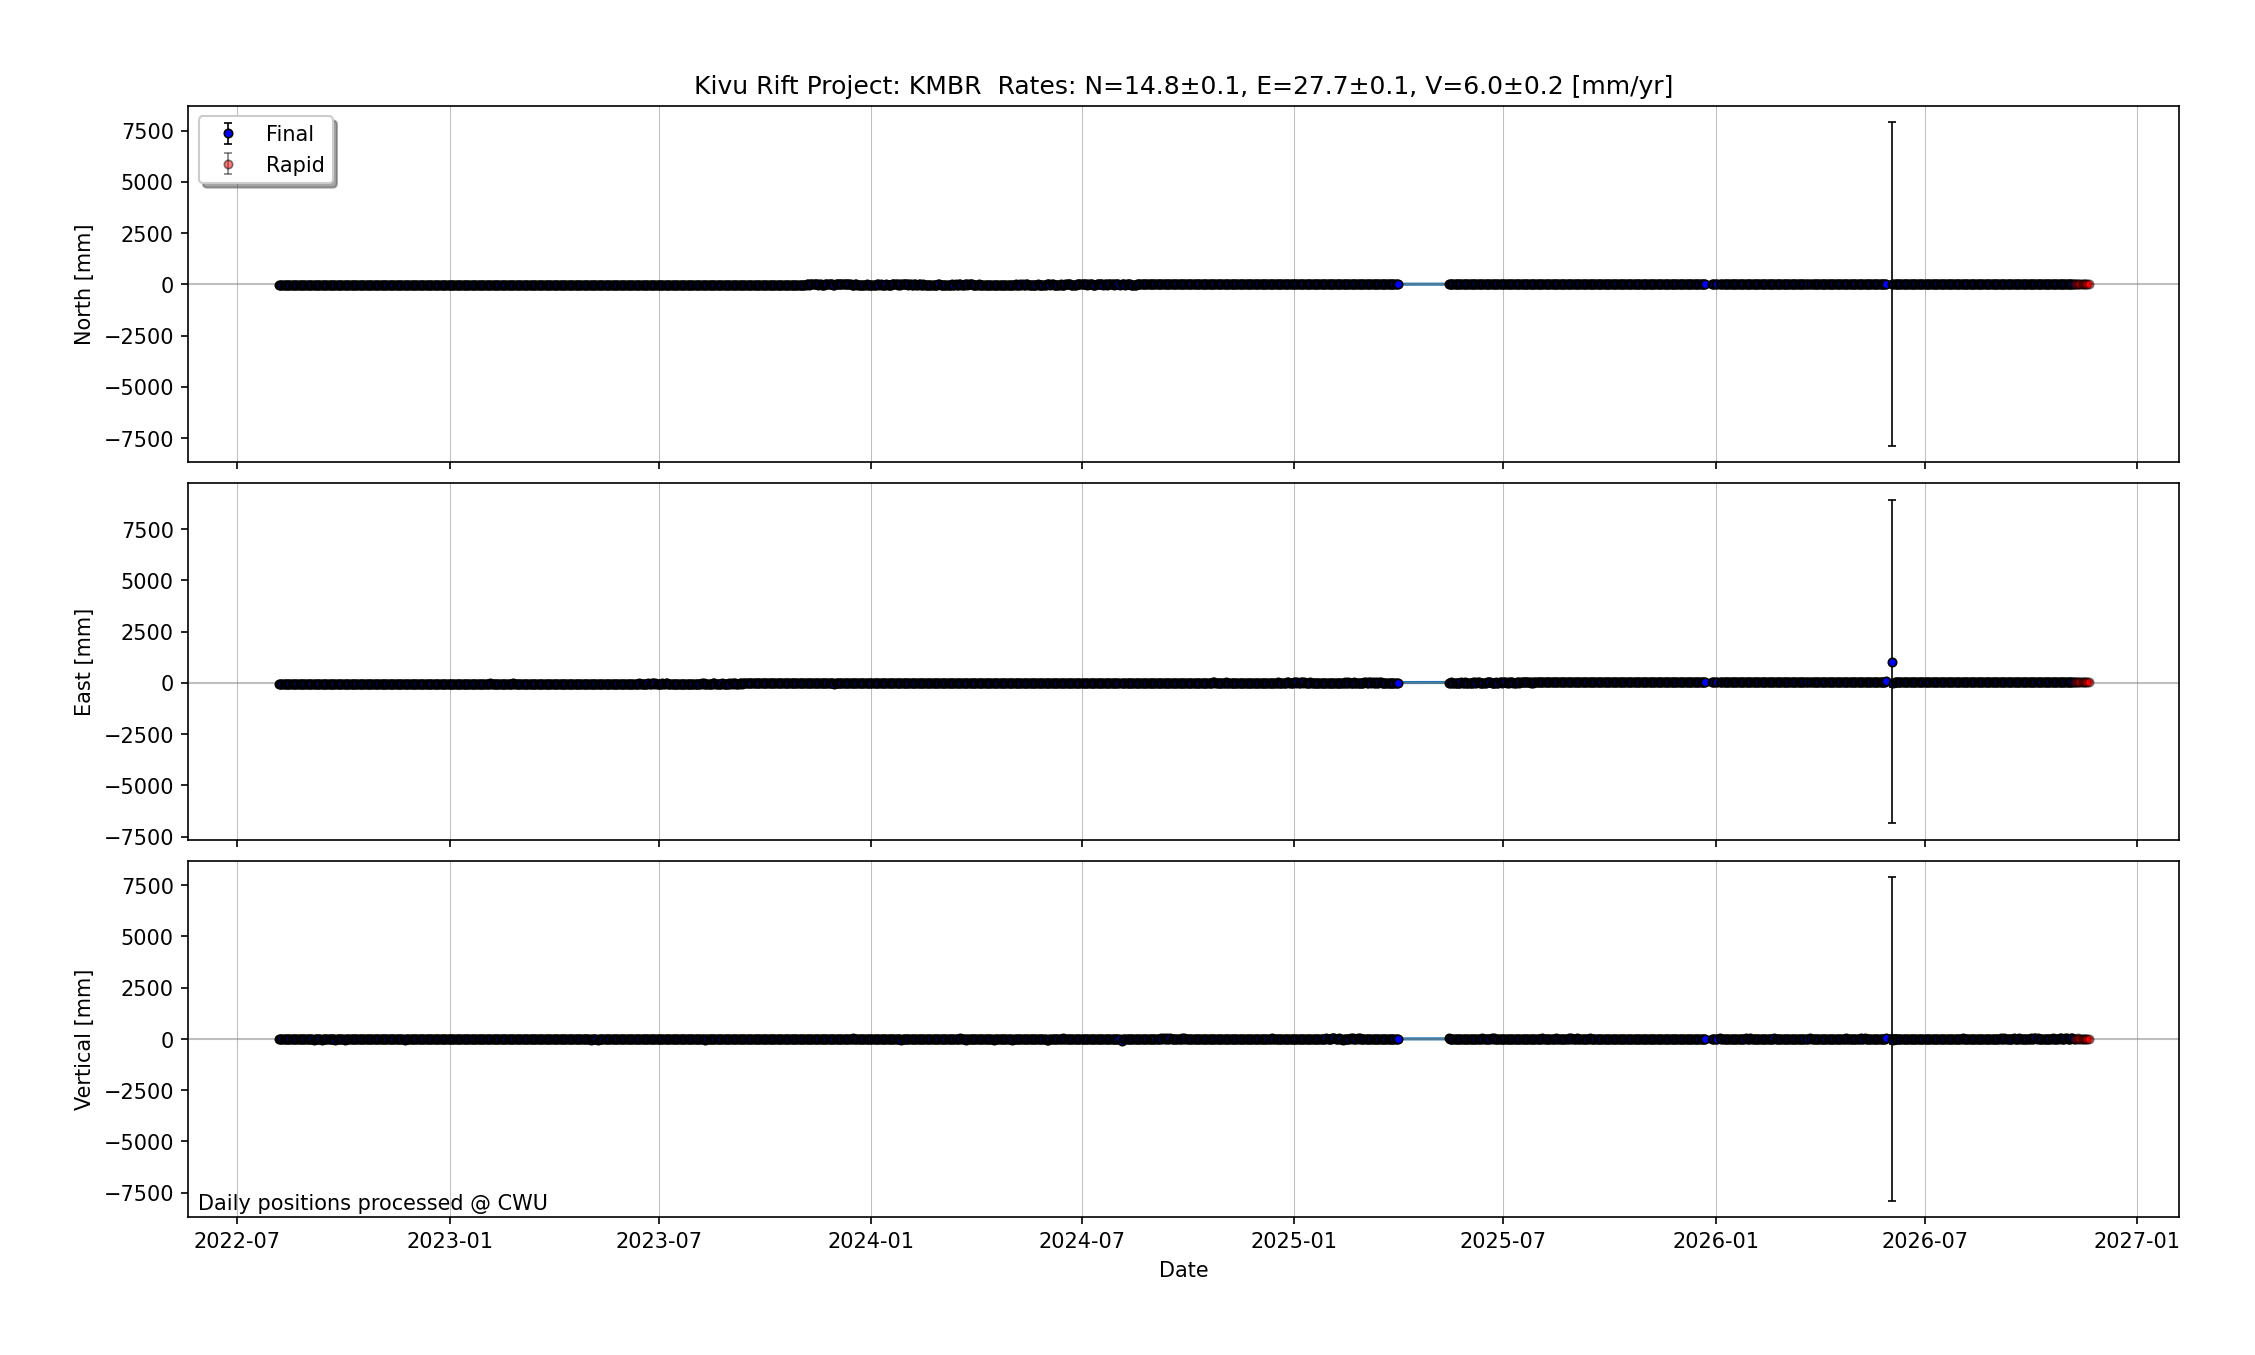 Kivu Rift Project: KMBR  Rates: N=14.8±0.1, E=27.7±0.1, V=6.0±0.2 [mm/yr]
Final
Rapid
North [mm]
7500
5000
2500
0
−2500
−5000
−7500
East [mm]
7500
5000
2500
0
−2500
−5000
−7500
Vertical [mm]
7500
5000
2500
0
−2500
−5000
−7500
Daily positions processed @ CWU
2022-07 2023-01 2023-07 2024-01 2024-07 2025-01 2025-07 2026-01 2026-07 2027-01
Date